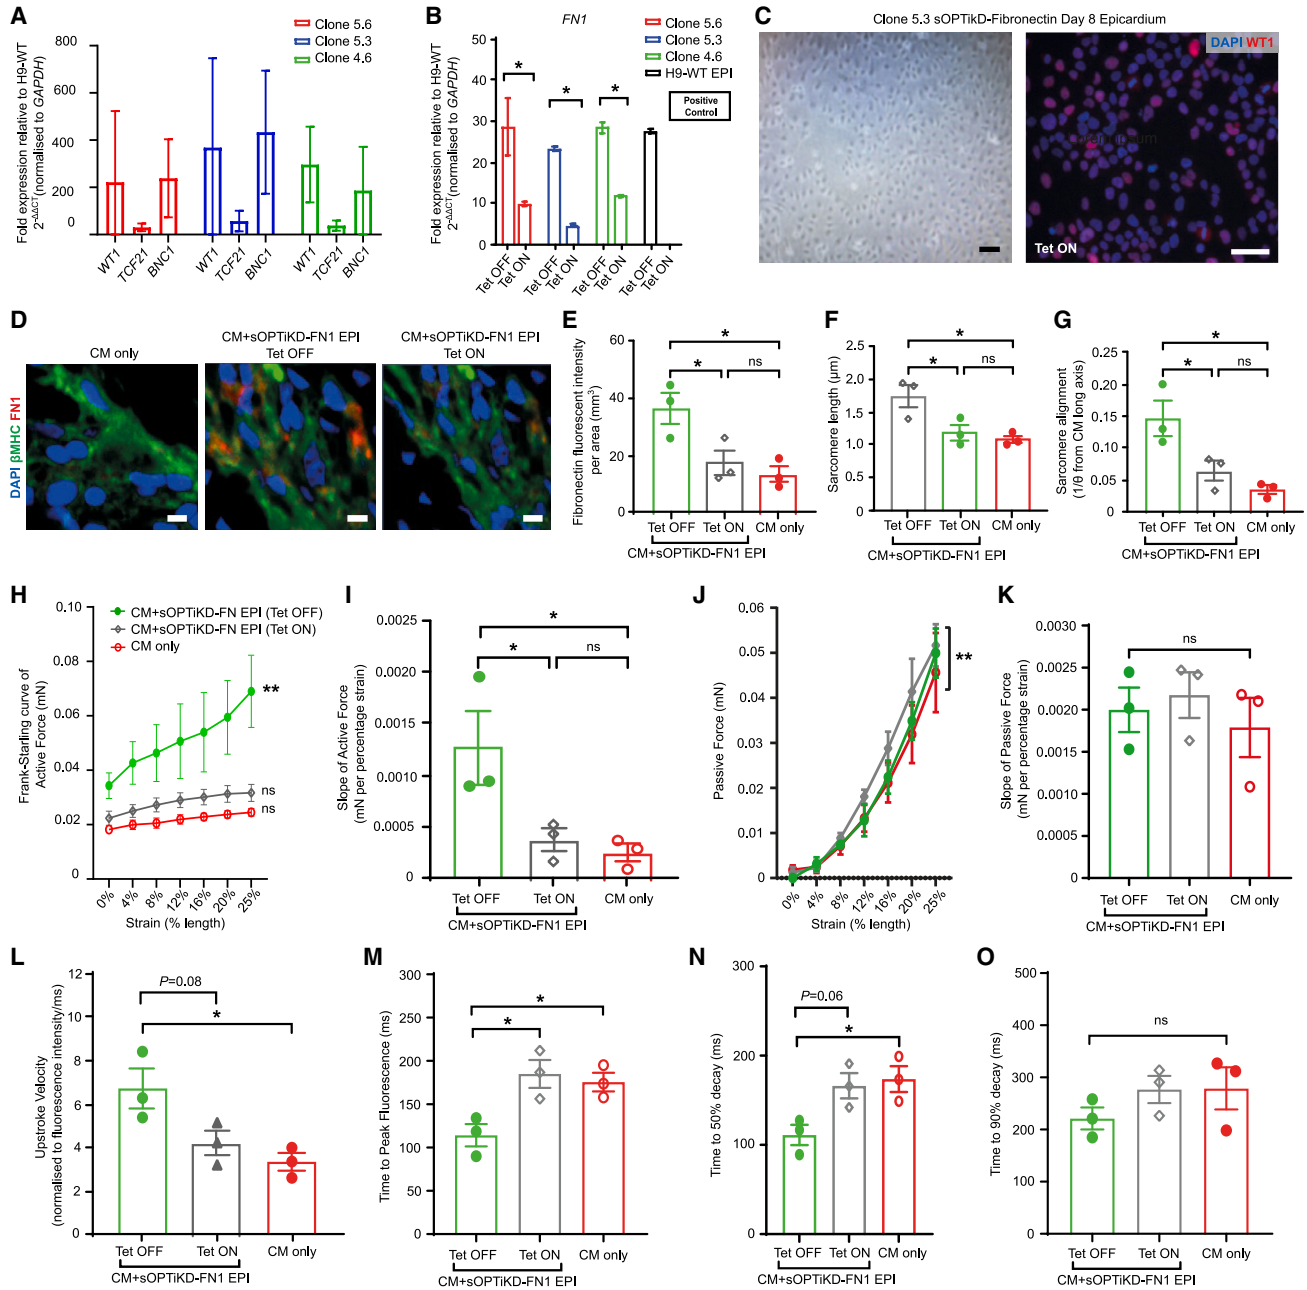 A
Fold expression relative to H9-WT
2-ΔΔCT(normalised to GAPDH)
800
600
400
200
0
WT1
TCF21
BNC1
WT1
TCF21
BNC1
WT1
TCF21
BNC1
Clone 5.6
Clone 5.3
Clone 4.6
B
FN1
Fold expression relative to H9-WT
2-ΔΔCT(normalised to GAPDH)
50
40
30
20
10
0
*
*
*
Tet OFF
Tet ON
Tet OFF
Tet ON
Tet OFF
Tet ON
Tet OFF
Tet ON
Clone 5.6
Clone 5.3
Clone 4.6
H9-WT EPI
Positive
Control
C
Clone 5.3 sOPTikD-Fibronectin Day 8 Epicardium
DAPI WT1
Tet ON
D
DAPI βMHC FN1
CM only
CM+sOPTiKD-FN1 EPI
Tet OFF
CM+sOPTiKD-FN1 EPI
Tet ON
E
Fibronectin fluorescent intensity
per area (mm3)
60
40
20
0
*
*
ns
Tet OFF
Tet ON
CM only
CM+sOPTiKD-FN1 EPI
F
Sarcomere length (µm)
2.5
2.0
1.5
1.0
0.5
0
*
*
ns
Tet OFF
Tet ON
CM only
CM+sOPTiKD-FN1 EPI
G
Sarcomere alignment
(1/θ from CM long axis)
0.25
0.20
0.15
0.10
0.05
0
*
*
ns
Tet OFF
Tet ON
CM only
CM+sOPTiKD-FN1 EPI
H
Frank-Starling curve of
Active Force (mN)
0.10
0.08
0.06
0.04
0.02
0
CM+sOPTiKD-FN EPI (Tet OFF)
CM+sOPTiKD-FN EPI (Tet ON)
CM only
**
ns
ns
0%
4%
8%
12%
16%
20%
25%
Strain (% length)
I
Slope of Active Force
(mN per percentage strain)
0.0025
0.0020
0.0015
0.0010
0.0005
0
*
*
ns
Tet OFF
Tet ON
CM only
CM+sOPTiKD-FN1 EPI
J
Passive Force (mN)
0.06
0.05
0.04
0.03
0.02
0.01
0
**
0%
4%
8%
12%
16%
20%
25%
Strain (% length)
K
Slope of Passive Force
(mN per percentage strain)
0.0030
0.0025
0.0020
0.0015
0.0010
0.0005
0
ns
Tet OFF
Tet ON
CM only
CM+sOPTiKD-FN1 EPI
L
Upstroke Velocity
(normalised to fluorescence intensity/ms)
12
10
8
6
4
2
0
P=0.08
*
Tet OFF
Tet ON
CM only
CM+sOPTiKD-FN1 EPI
M
Time to Peak Fluorescence (ms)
300
250
200
150
100
50
0
*
*
Tet OFF
Tet ON
CM only
CM+sOPTiKD-FN1 EPI
N
Time to 50% decay (ms)
300
200
100
0
P=0.06
*
Tet OFF
Tet ON
CM only
CM+sOPTiKD-FN1 EPI
O
Time to 90% decay (ms)
500
400
300
200
100
0
ns
Tet OFF
Tet ON
CM only
CM+sOPTiKD-FN1 EPI